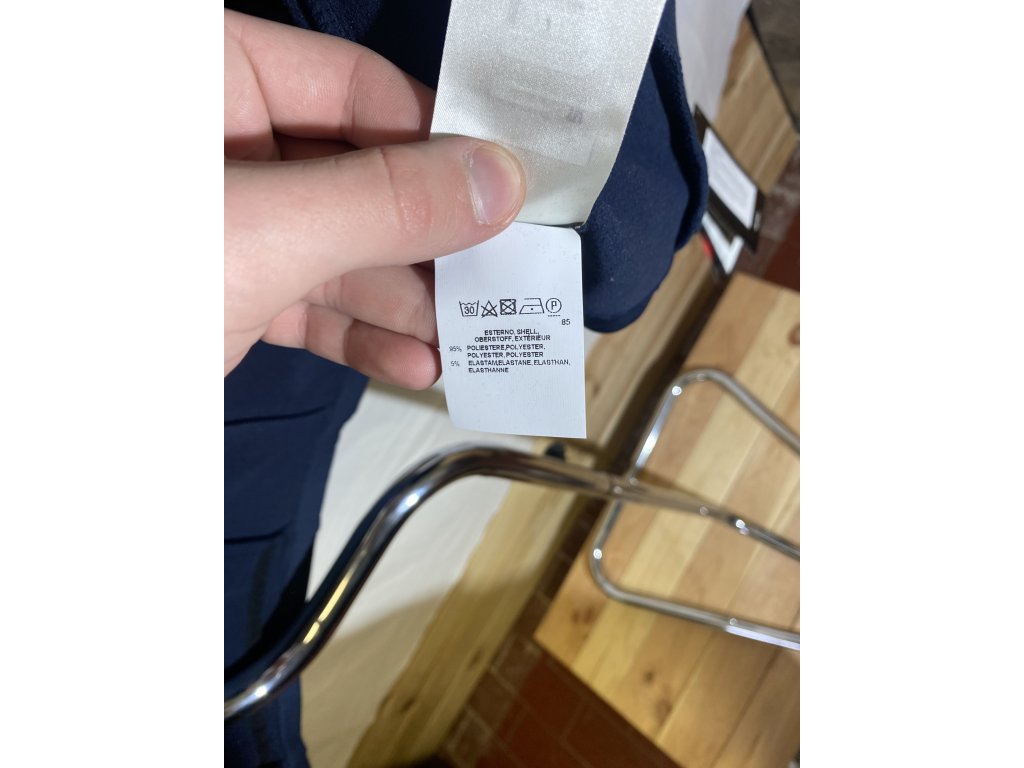 30 P
85
ESTERNO, SHELL,
OBERSTOFF, EXTÉRIEUR
95% POLIESTERE,POLYESTER,
POLYESTER, POLYESTER
5% ELASTAM,ELASTANE, ELASTHAN,
ELASTHANNE